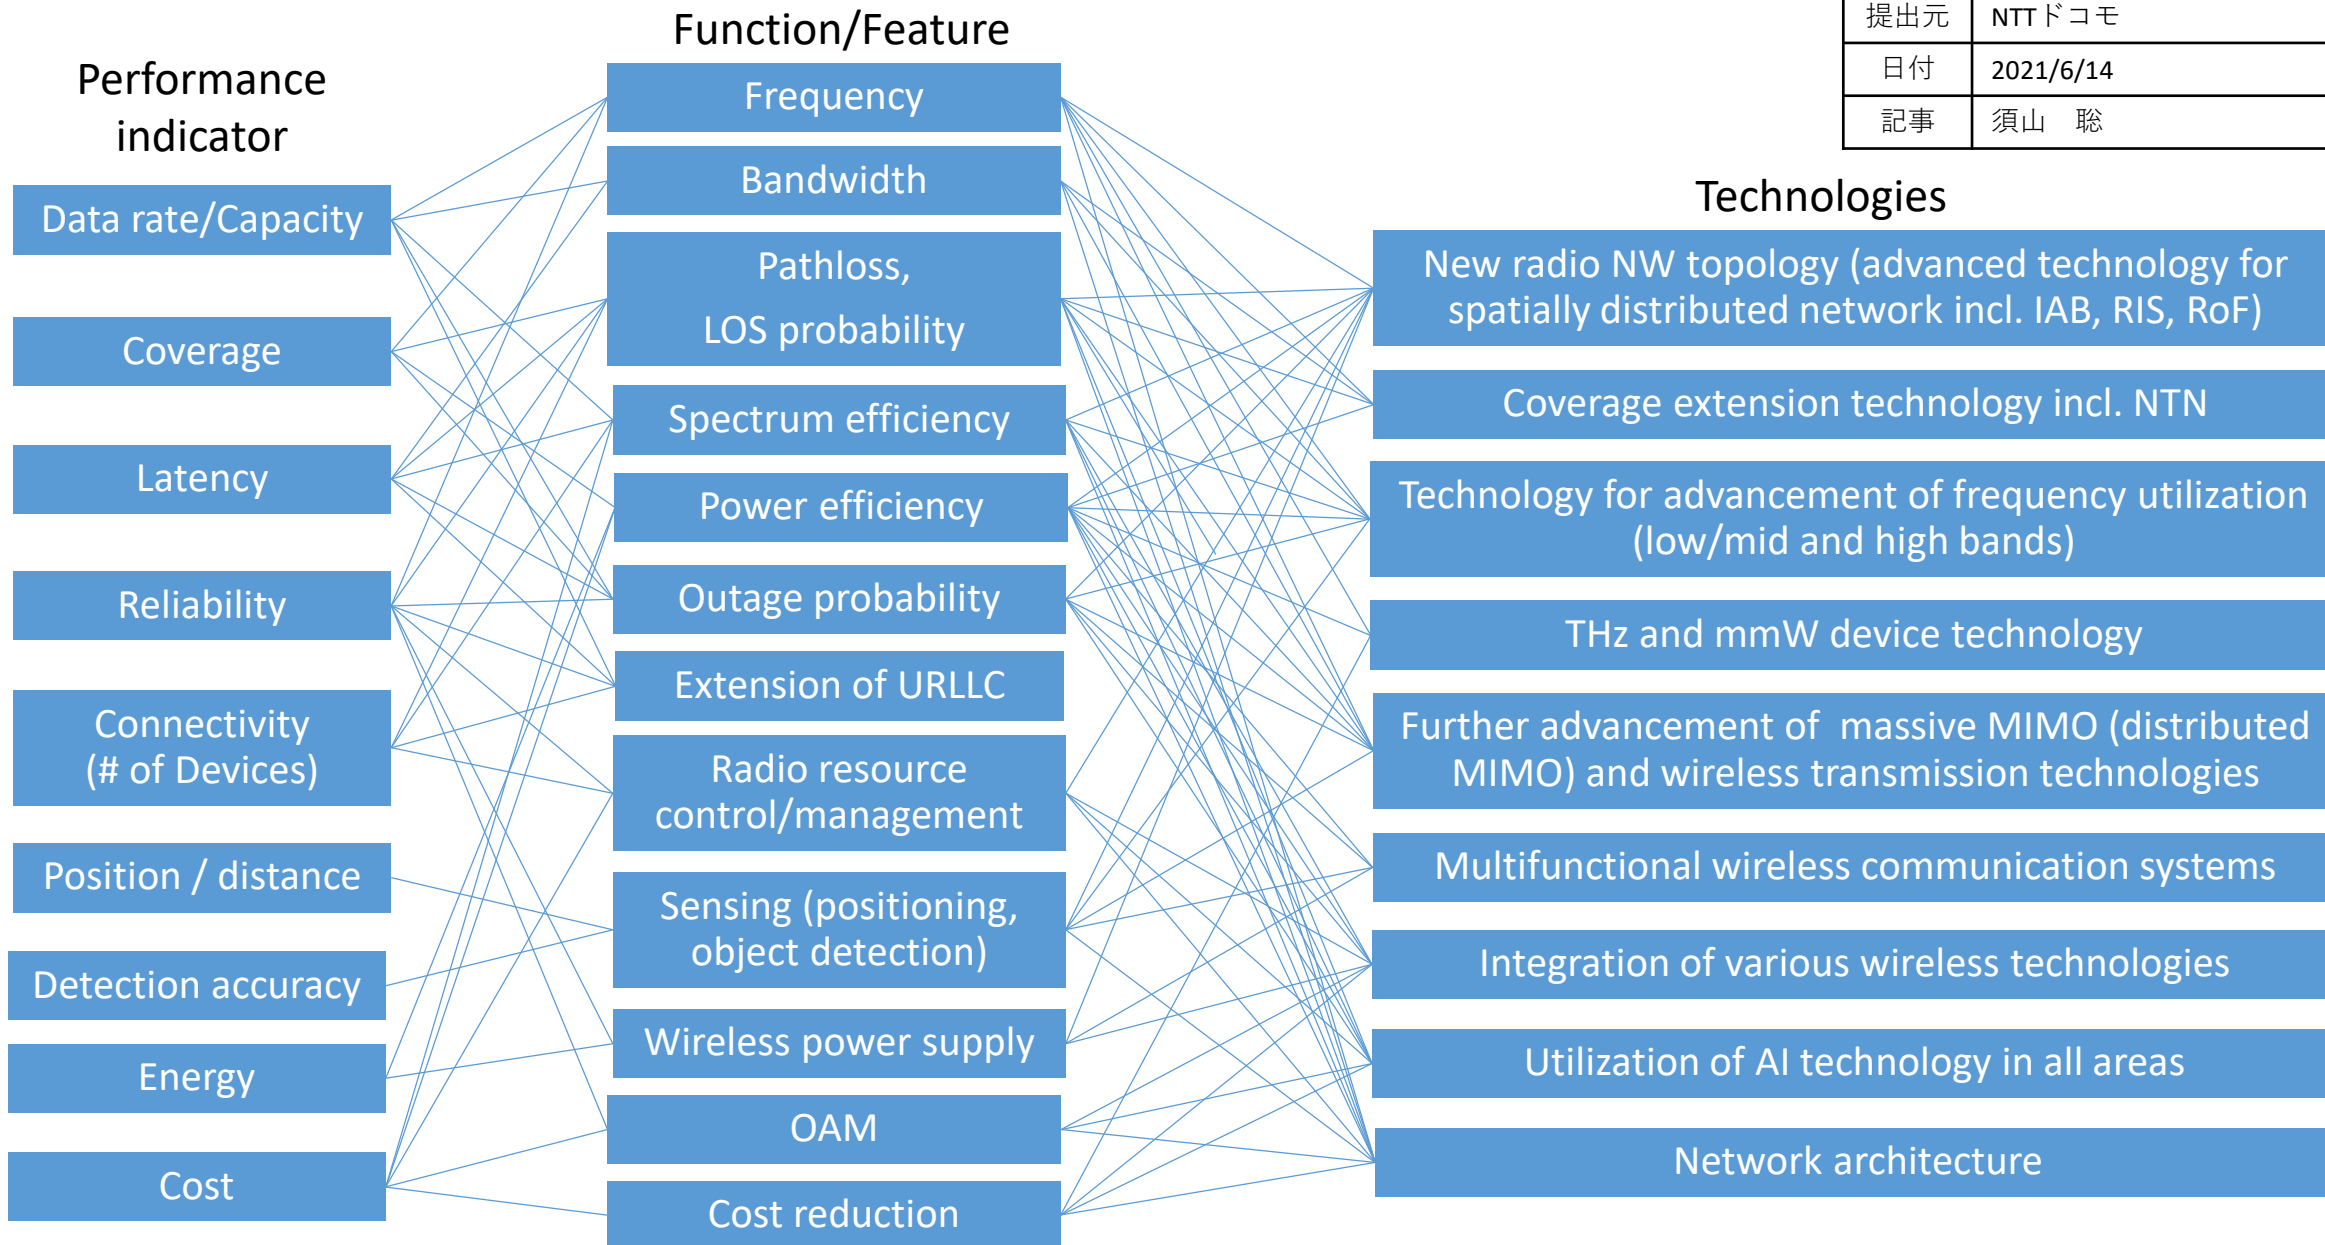 Function/Feature
提出元 NTTドコモ
日付 2021/6/14
記事 須山 聡
Performance
indicator
Data rate/Capacity
Coverage
Latency
Reliability
Connectivity
(# of Devices)
Position / distance
Detection accuracy
Energy
Cost
Frequency
Bandwidth
Pathloss,
LOS probability
Spectrum efficiency
Power efficiency
Outage probability
Extension of URLLC
Radio resource
control/management
Sensing (positioning,
object detection)
Wireless power supply
OAM
Cost reduction
Technologies
New radio NW topology (advanced technology for
spatially distributed network incl. IAB, RIS, RoF)
Coverage extension technology incl. NTN
Technology for advancement of frequency utilization
(low/mid and high bands)
THz and mmW device technology
Further advancement of massive MIMO (distributed
MIMO) and wireless transmission technologies
Multifunctional wireless communication systems
Integration of various wireless technologies
Utilization of AI technology in all areas
Network architecture